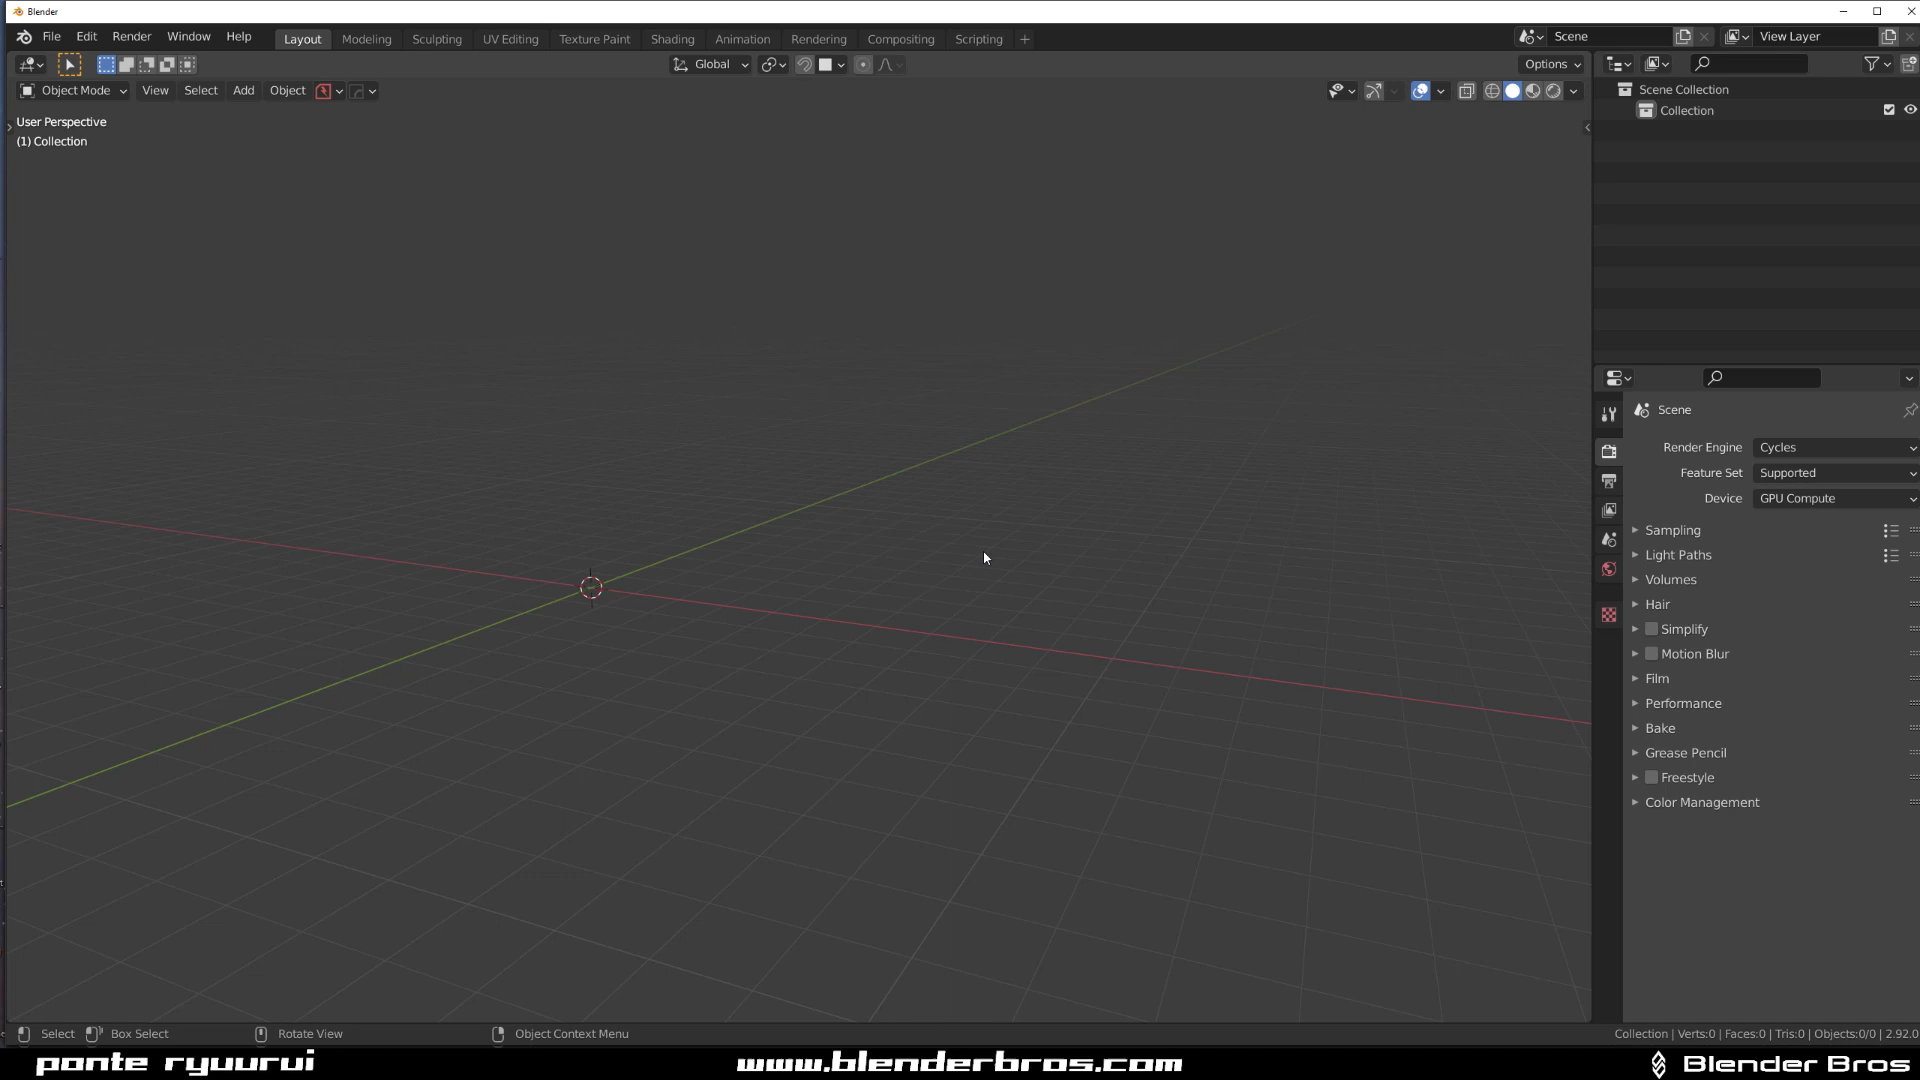 Blender
File Edit Render Window Help Layout Modeling Sculpting UV Editing Texture Paint Shading Animation Rendering Compositing Scripting + Scene View Layer
Global Options
Object Mode View Select Add Object
User Perspective
(1) Collection
Scene Collection
Collection
Scene
Render Engine Cycles
Feature Set Supported
Device GPU Compute
Sampling
Light Paths
Volumes
Hair
Simplify
Motion Blur
Film
Performance
Bake
Grease Pencil
Freestyle
Color Management
Select Box Select Rotate View Object Context Menu Collection | Verts:0 | Faces:0 | Tris:0 | Objects:0/0 | 2.92.0
ponte ryuurui www.blenderbros.com Blender Bros